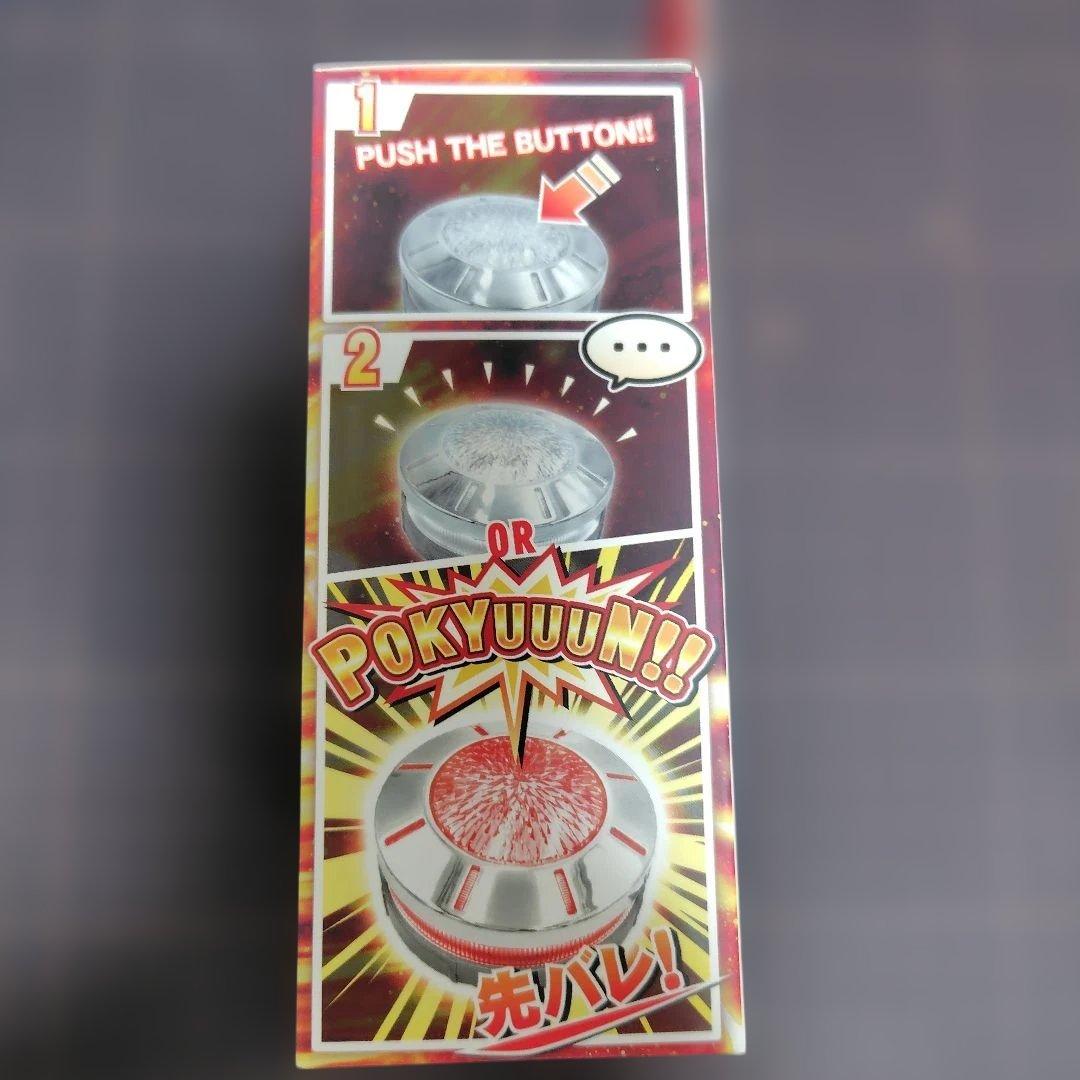 1
PUSH THE BUTTON!!
2
...
OR
POKYUUUN!!
先バレ!